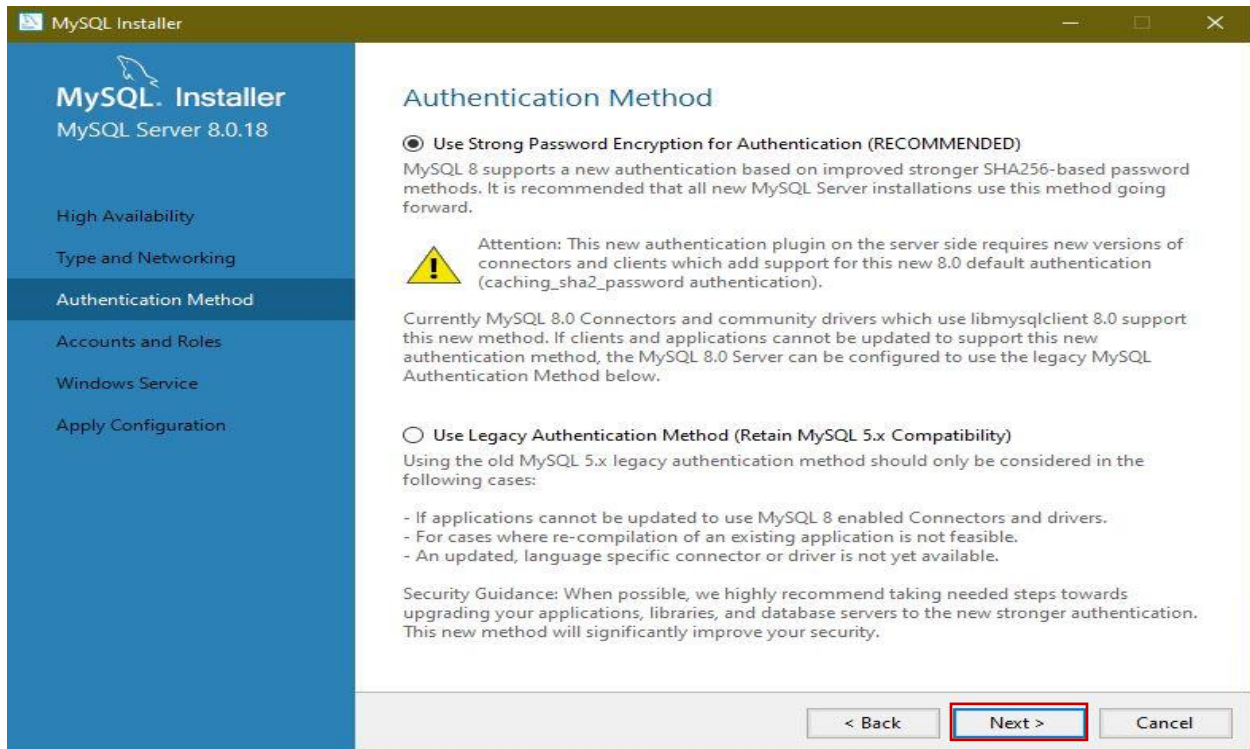 MySQL Installer
MySQL. Installer
MySQL Server 8.0.18
High Availability
Type and Networking
Authentication Method
Accounts and Roles
Windows Service
Apply Configuration
Authentication Method
Use Strong Password Encryption for Authentication (RECOMMENDED)
MySQL 8 supports a new authentication based on improved stronger SHA256-based password
methods. It is recommended that all new MySQL Server installations use this method going
forward.
Attention: This new authentication plugin on the server side requires new versions of
connectors and clients which add support for this new 8.0 default authentication
(caching_sha2_password authentication).
Currently MySQL 8.0 Connectors and community drivers which use libmysqlclient 8.0 support
this new method. If clients and applications cannot be updated to support this new
authentication method, the MySQL 8.0 Server can be configured to use the legacy MySQL
Authentication Method below.
Use Legacy Authentication Method (Retain MySQL 5.x Compatibility)
Using the old MySQL 5.x legacy authentication method should only be considered in the
following cases:
- If applications cannot be updated to use MySQL 8 enabled Connectors and drivers.
- For cases where re-compilation of an existing application is not feasible.
- An updated, language specific connector or driver is not yet available.
Security Guidance: When possible, we highly recommend taking needed steps towards
upgrading your applications, libraries, and database servers to the new stronger authentication.
This new method will significantly improve your security.
< Back
Next >
Cancel